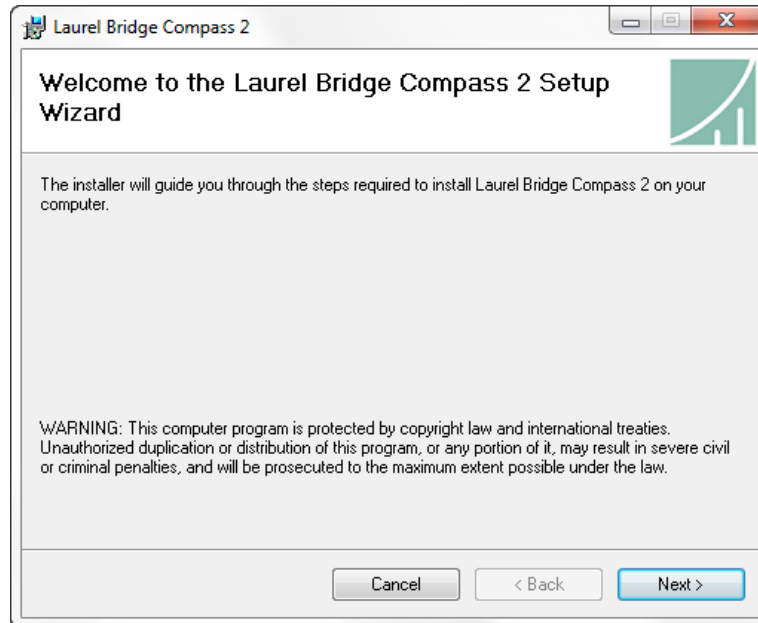 Laurel Bridge Compass 2
Welcome to the Laurel Bridge Compass 2 Setup
Wizard
The installer will guide you through the steps required to install Laurel Bridge Compass 2 on your
computer.
WARNING: This computer program is protected by copyright law and international treaties.
Unauthorized duplication or distribution of this program, or any portion of it, may result in severe civil
or criminal penalties, and will be prosecuted to the maximum extent possible under the law.
Cancel < Back Next >